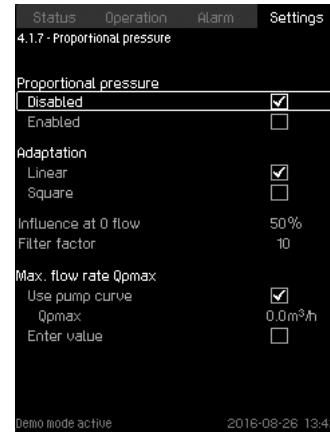 Status Operation Alarm Settings
4.1.7 - Proportional pressure
Proportional pressure
Disabled
Enabled
Adaptation
Linear
Square
Influence at 0 flow 50%
Filter factor 10
Max. flow rate Qpmax
Use pump curve
Qpmax 0.0m³/h
Enter value
Demo mode active 2016-08-26 13:4